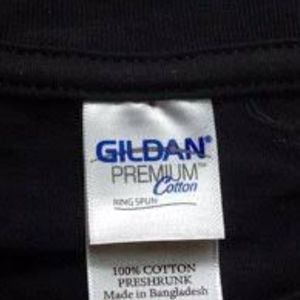 GILDAN®
PREMIUM™
Cotton
RING SPUN
100% COTTON
PRESHRUNK
Made in Bangladesh